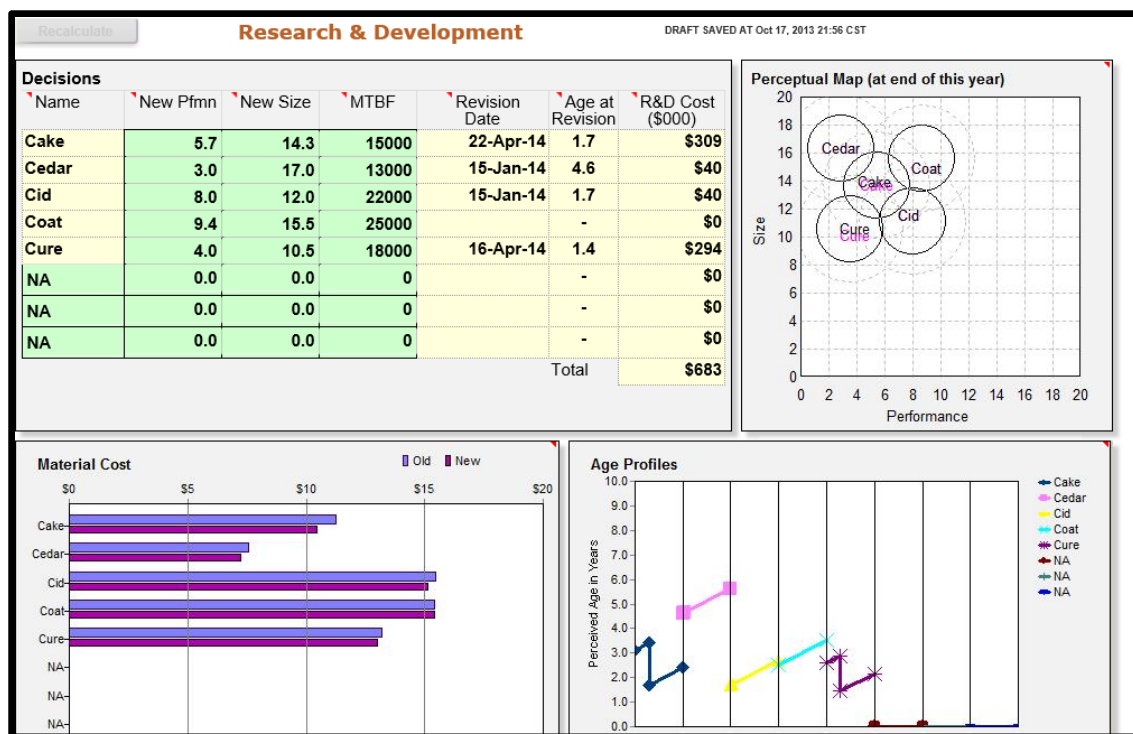 Recalculate
Research & Development
DRAFT SAVED AT Oct 17, 2013 21:56 CST
Decisions
Name New Pfmn New Size MTBF Revision Date Age at Revision R&D Cost ($000)
Cake 5.7 14.3 15000 22-Apr-14 1.7 $309
Cedar 3.0 17.0 13000 15-Jan-14 4.6 $40
Cid 8.0 12.0 22000 15-Jan-14 1.7 $40
Coat 9.4 15.5 25000 - $0
Cure 4.0 10.5 18000 16-Apr-14 1.4 $294
NA 0.0 0.0 0 - $0
NA 0.0 0.0 0 - $0
NA 0.0 0.0 0 - $0
Total $683
Perceptual Map (at end of this year)
20
18
16
14
12
10
8
6
4
2
0
Size
Cedar
Coat
Cake
Cake
Cid
Cure
Cure
0 2 4 6 8 10 12 14 16 18 20
Performance
Material Cost
Old New
$0 $5 $10 $15 $20
Cake
Cedar
Cid
Coat
Cure
NA
NA
NA
Age Profiles
10.0
9.0
8.0
7.0
6.0
5.0
4.0
3.0
2.0
1.0
0.0
Perceived Age in Years
Cake
Cedar
Cid
Coat
Cure
NA
NA
NA